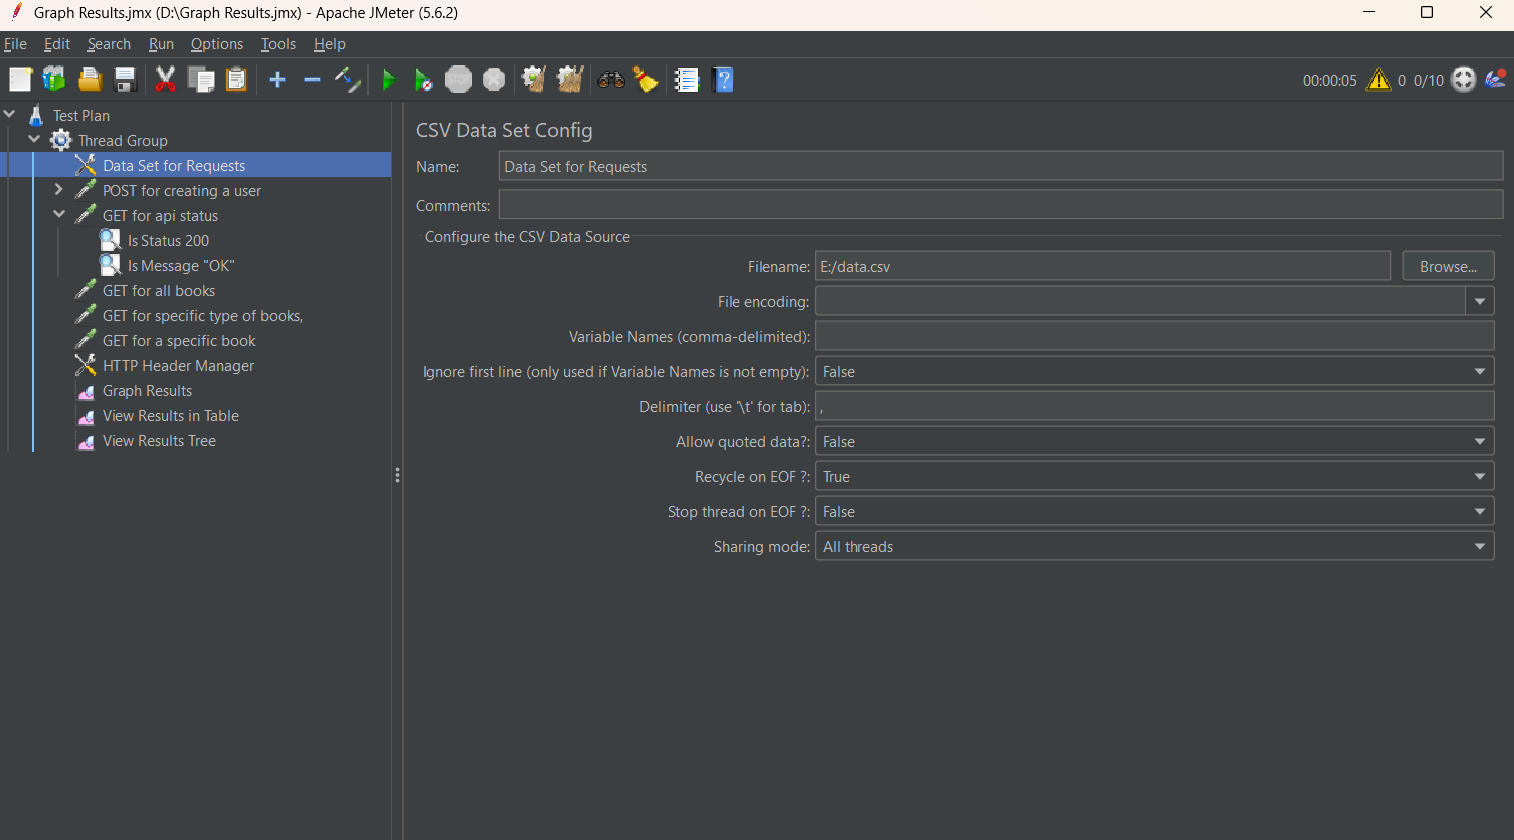 Graph Results.jmx (D:\Graph Results.jmx) - Apache JMeter (5.6.2)
File Edit Search Run Options Tools Help
STOP
?
00:00:05 0 0/10
Test Plan
Thread Group
Data Set for Requests
POST for creating a user
GET for api status
Is Status 200
Is Message "OK"
GET for all books
GET for specific type of books,
GET for a specific book
HTTP Header Manager
Graph Results
View Results in Table
View Results Tree
CSV Data Set Config
Name: Data Set for Requests
Comments:
Configure the CSV Data Source
Filename: E:/data.csv Browse...
File encoding:
Variable Names (comma-delimited):
Ignore first line (only used if Variable Names is not empty): False
Delimiter (use '\t' for tab): ,
Allow quoted data?: False
Recycle on EOF ?: True
Stop thread on EOF ?: False
Sharing mode: All threads